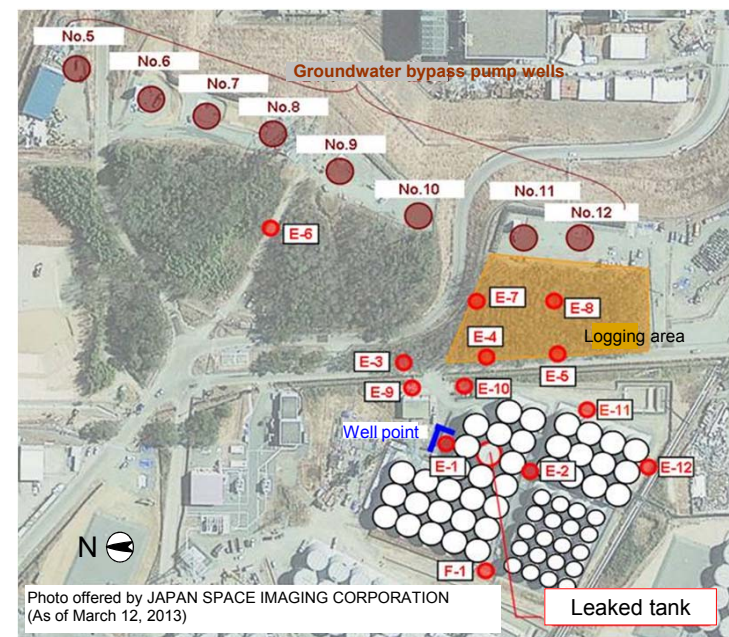 No.5
No.6
Groundwater bypass pump wells
No.7
No.8
No.9
No.10
No.11
No.12
E-6
E-7
E-8
Logging area
E-4
E-3
E-5
E-9
E-10
E-11
Well point
E-1
E-2
E-12
N
F-1
Photo offered by JAPAN SPACE IMAGING CORPORATION
(As of March 12, 2013)
Leaked tank